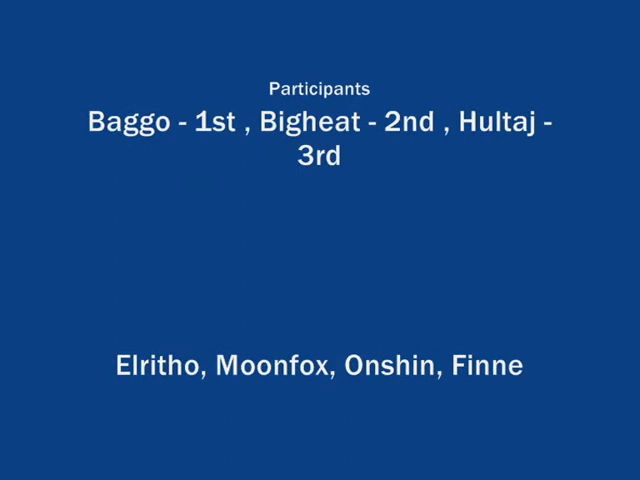 Participants
Baggo - 1st , Bigheat - 2nd , Hultaj -
3rd
Elritho, Moonfox, Onshin, Finne